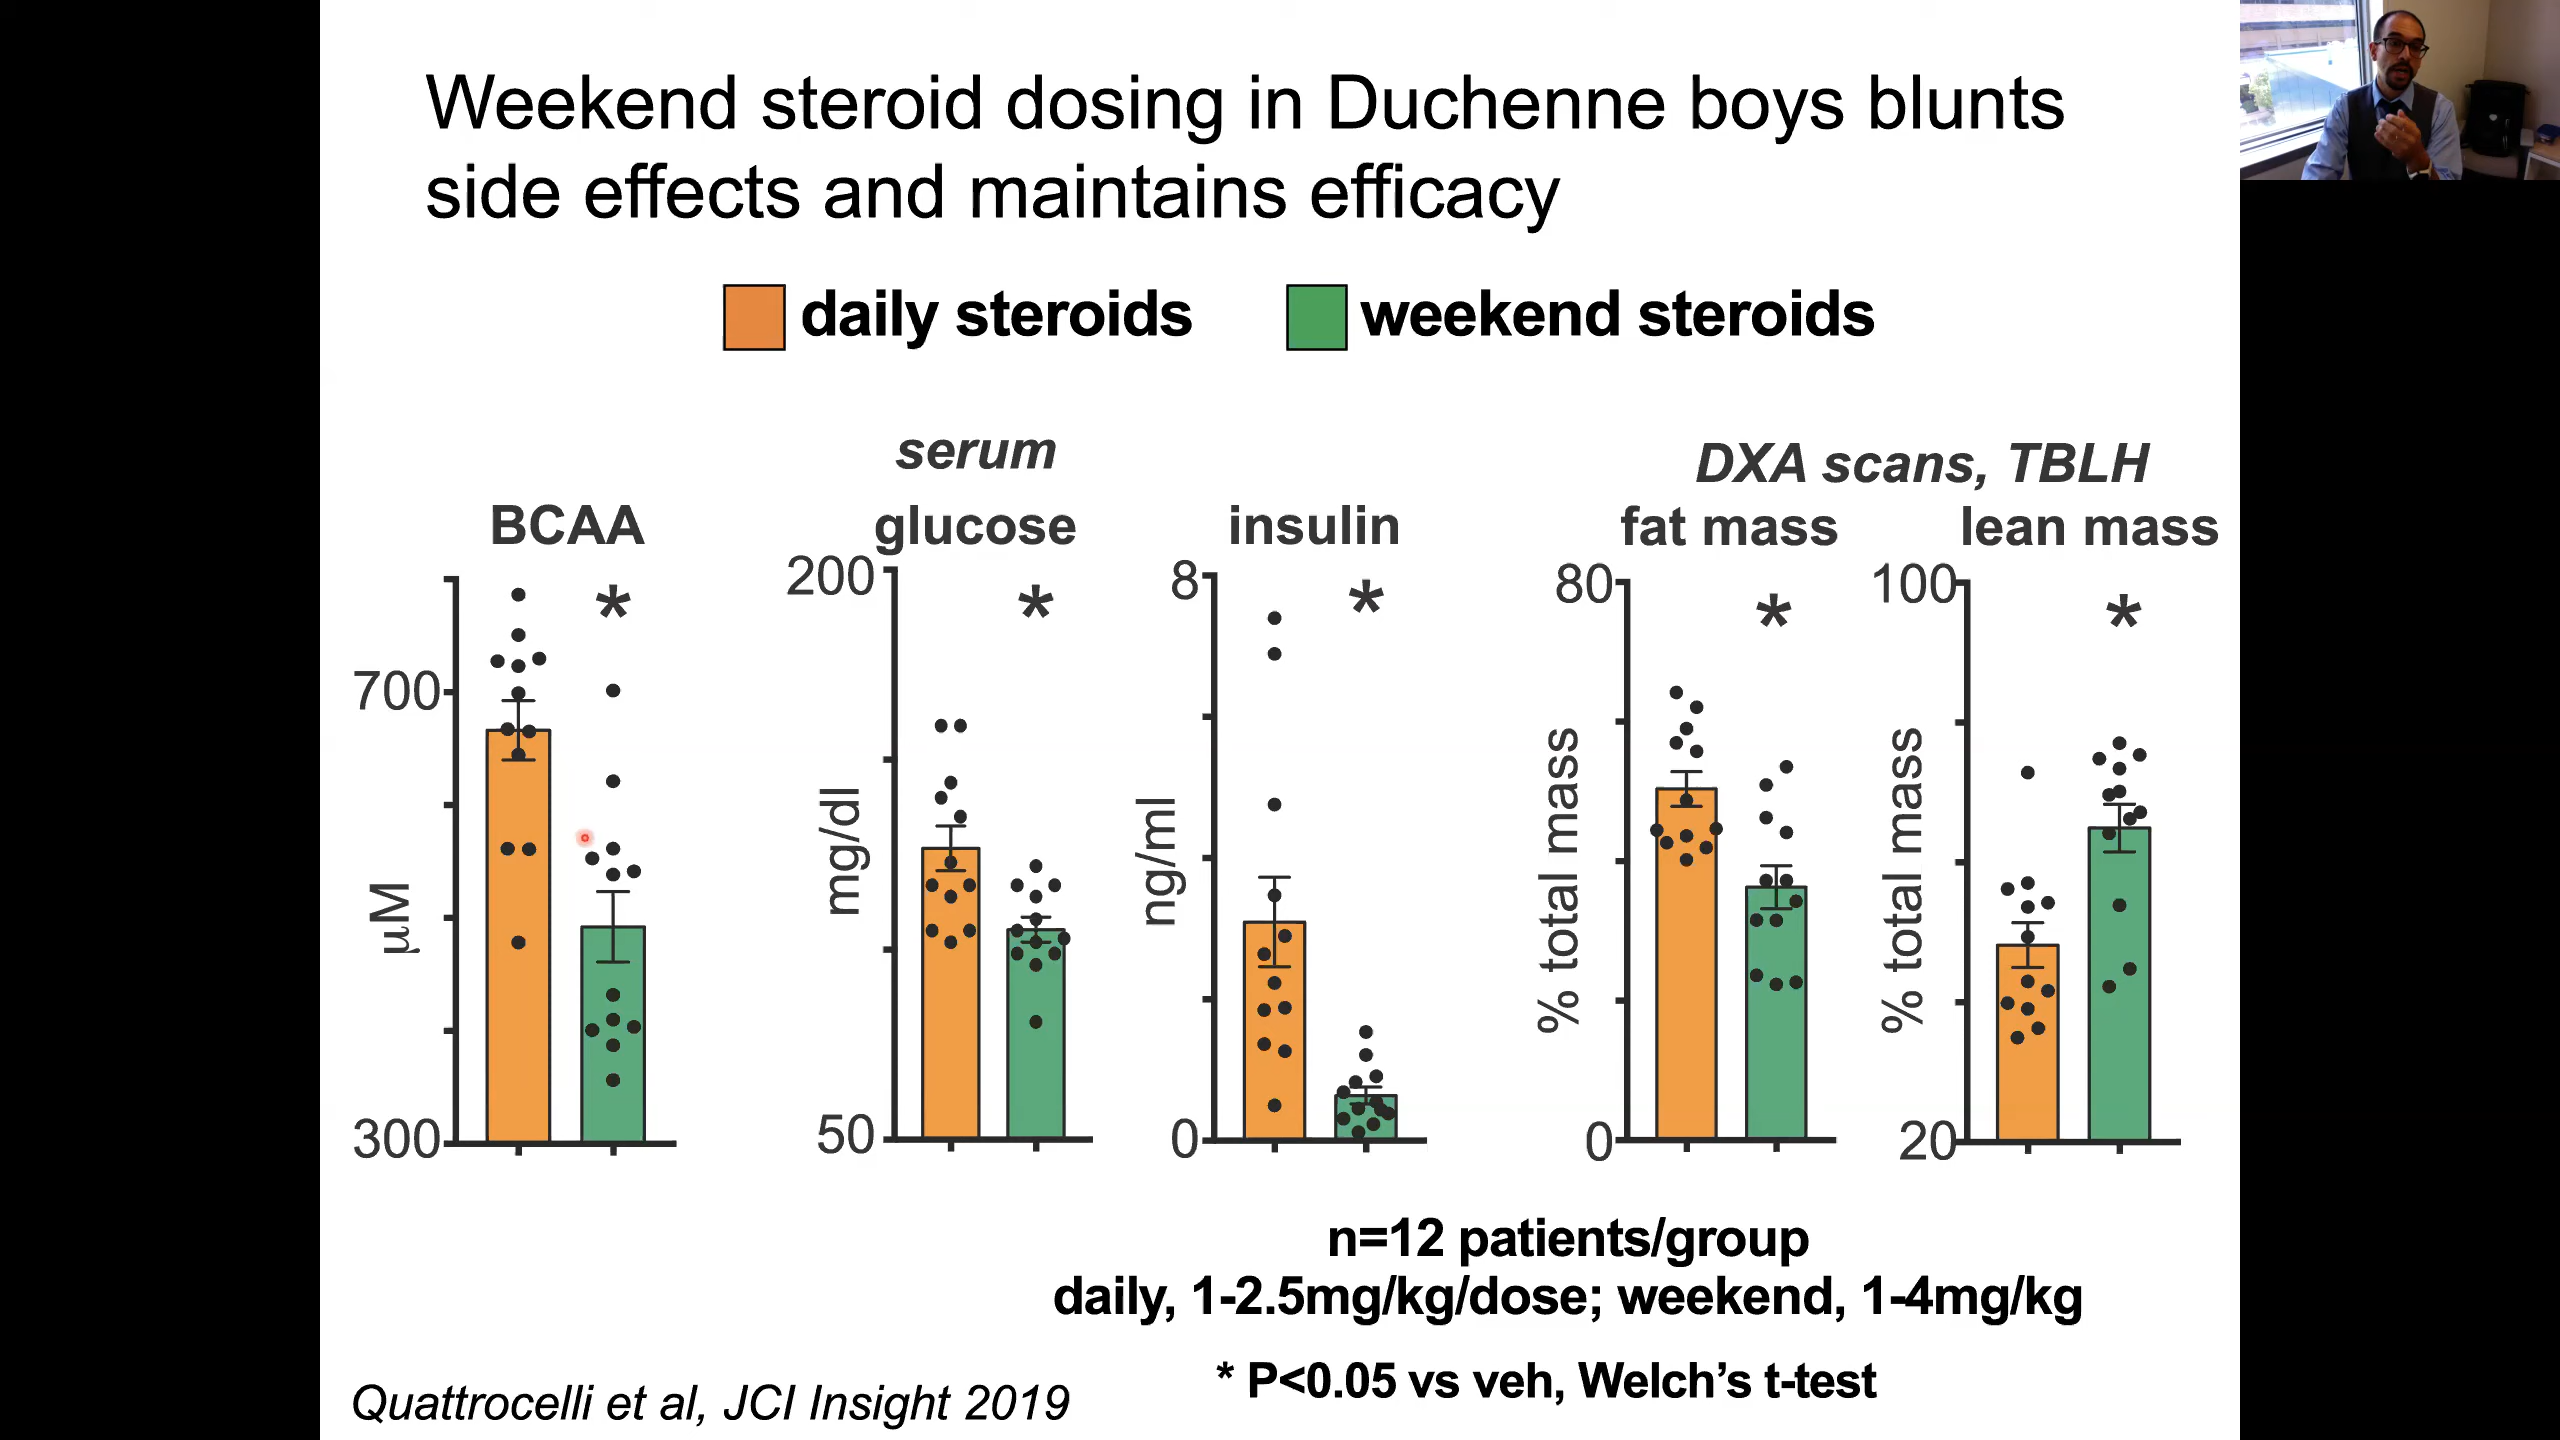 Weekend steroid dosing in Duchenne boys blunts
side effects and maintains efficacy
daily steroids
weekend steroids
serum
DXA scans, TBLH
BCAA
glucose
insulin
fat mass
lean mass
700
300
µM
*
200
50
mg/dl
*
8
0
ng/ml
*
80
0
% total mass
*
100
20
% total mass
*
n=12 patients/group
daily, 1-2.5mg/kg/dose; weekend, 1-4mg/kg
* P<0.05 vs veh, Welch’s t-test
Quattrocelli et al, JCI Insight 2019